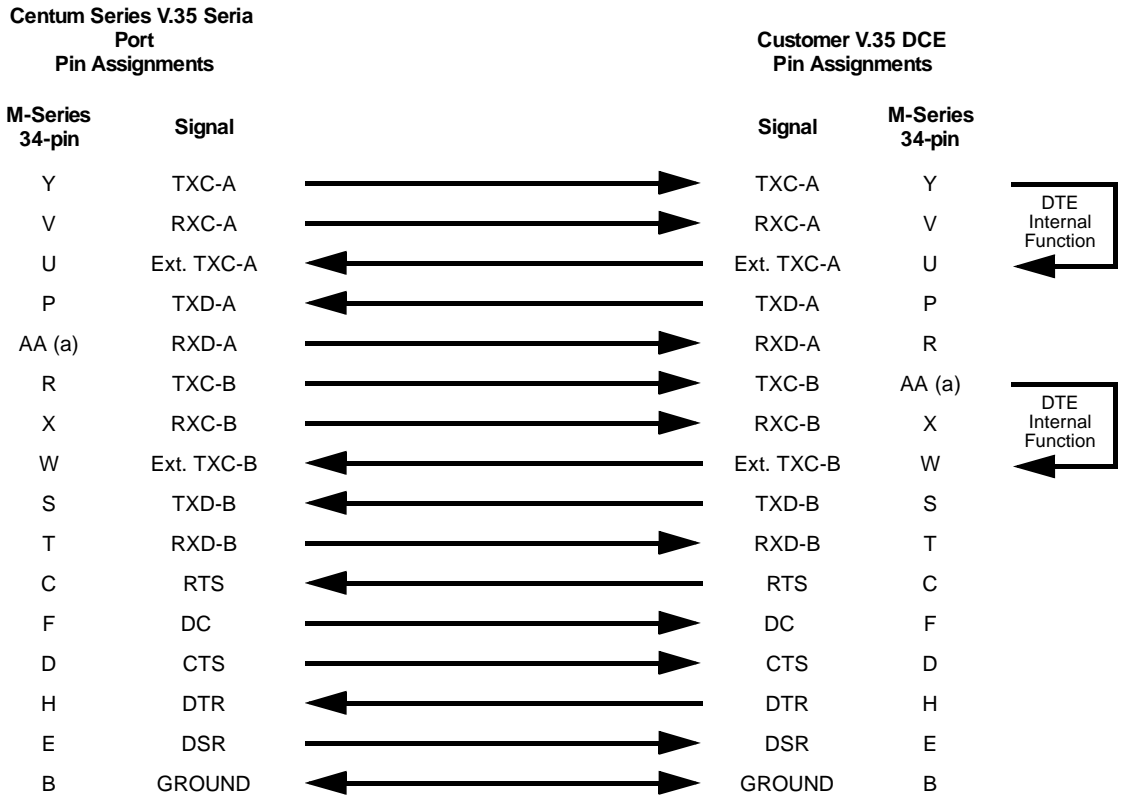 Centum Series V.35 Seria
Port
Pin Assignments
Customer V.35 DCE
Pin Assignments
M-Series
34-pin
Signal
Signal
M-Series
34-pin
Y TXC-A TXC-A Y
V RXC-A RXC-A V
U Ext. TXC-A Ext. TXC-A U
P TXD-A TXD-A P
AA (a) RXD-A RXD-A R
R TXC-B TXC-B AA (a)
X RXC-B RXC-B X
W Ext. TXC-B Ext. TXC-B W
S TXD-B TXD-B S
T RXD-B RXD-B T
C RTS RTS C
F DC DC F
D CTS CTS D
H DTR DTR H
E DSR DSR E
B GROUND GROUND B
DTE
Internal
Function
DTE
Internal
Function